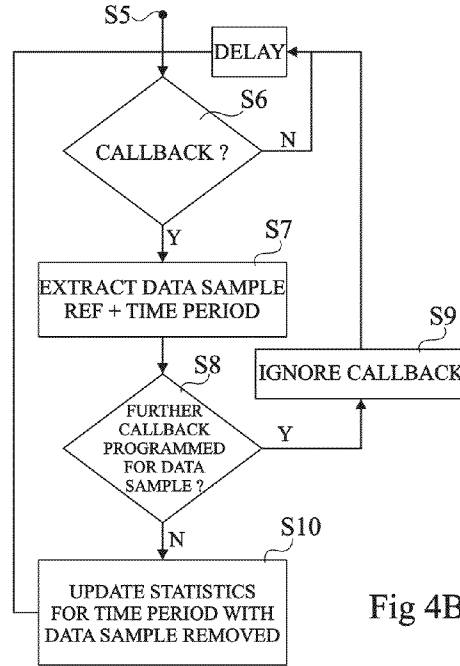 S5
DELAY
S6
CALLBACK ?
N
Y
S7
EXTRACT DATA SAMPLE
REF + TIME PERIOD
S9
IGNORE CALLBACK
S8
FURTHER
CALLBACK
PROGRAMMED
FOR DATA
SAMPLE ?
Y
N
S10
UPDATE STATISTICS
FOR TIME PERIOD WITH
DATA SAMPLE REMOVED
Fig 4B